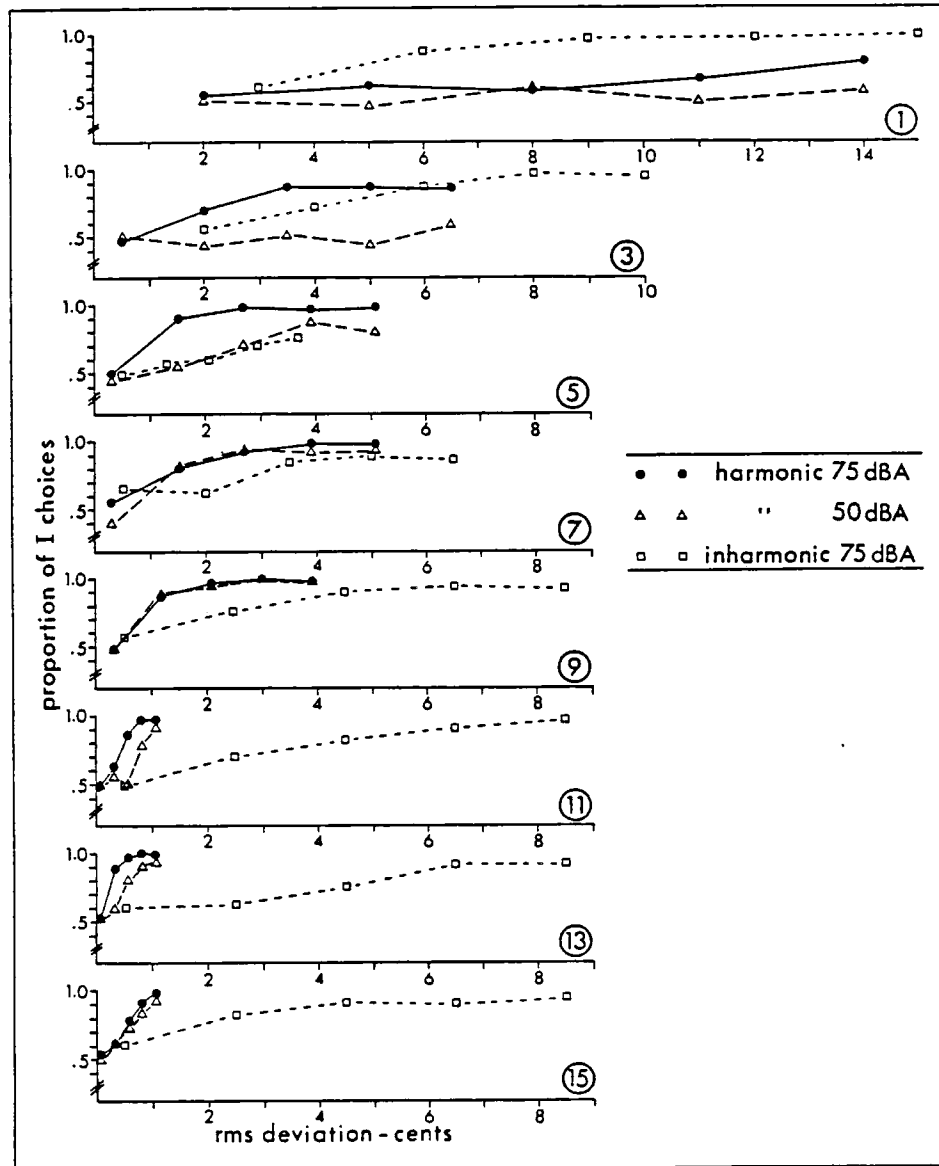 1.0
.5
①
2 4 6 8 10 12 14
1.0
.5
③
2 4 6 8 10
1.0
.5
⑤
2 4 6 8
1.0
.5
⑦
2 4 6 8
1.0
.5
⑨
2 4 6 8
1.0
.5
⑪
2 4 6 8
1.0
.5
⑬
2 4 6 8
1.0
.5
⑮
2 4 6 8
rms deviation - cents
proportion of I choices
harmonic 75 dBA
" 50 dBA
inharmonic 75 dBA